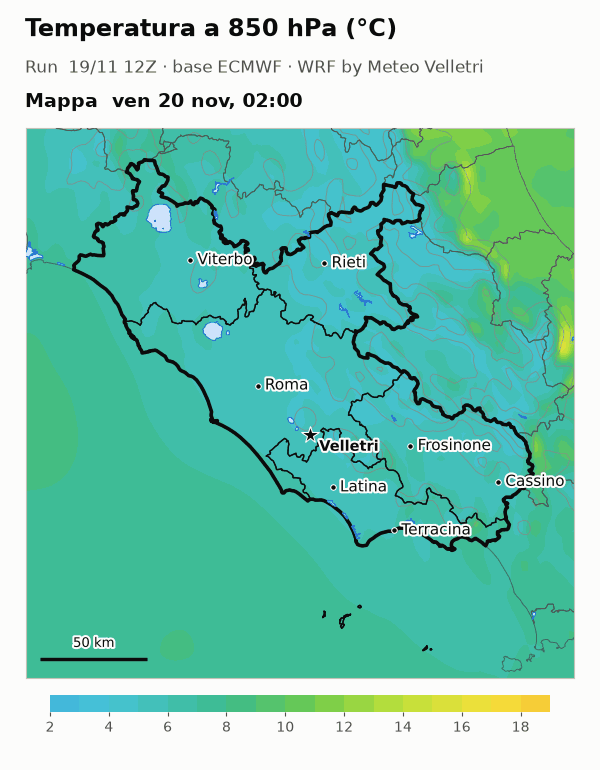 Temperatura a 850 hPa (°C)
Run  19/11 12Z · base ECMWF · WRF by Meteo Velletri
Mappa  ven 20 nov, 02:00
Viterbo
Rieti
Roma
Velletri
Frosinone
Cassino
Latina
Terracina
50 km
2 4 6 8 10 12 14 16 18